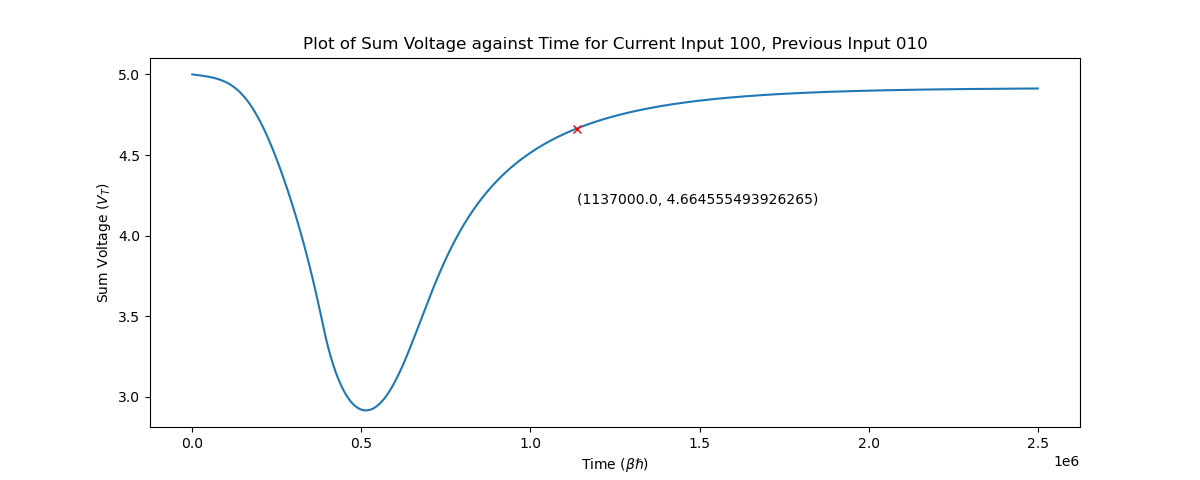 Plot of Sum Voltage against Time for Current Input 100, Previous Input 010
5.0
4.5
4.0
3.5
3.0
Sum Voltage (V_T)
(1137000.0, 4.664555493926265)
0.0 0.5 1.0 1.5 2.0 2.5
1e6
Time (βℏ)